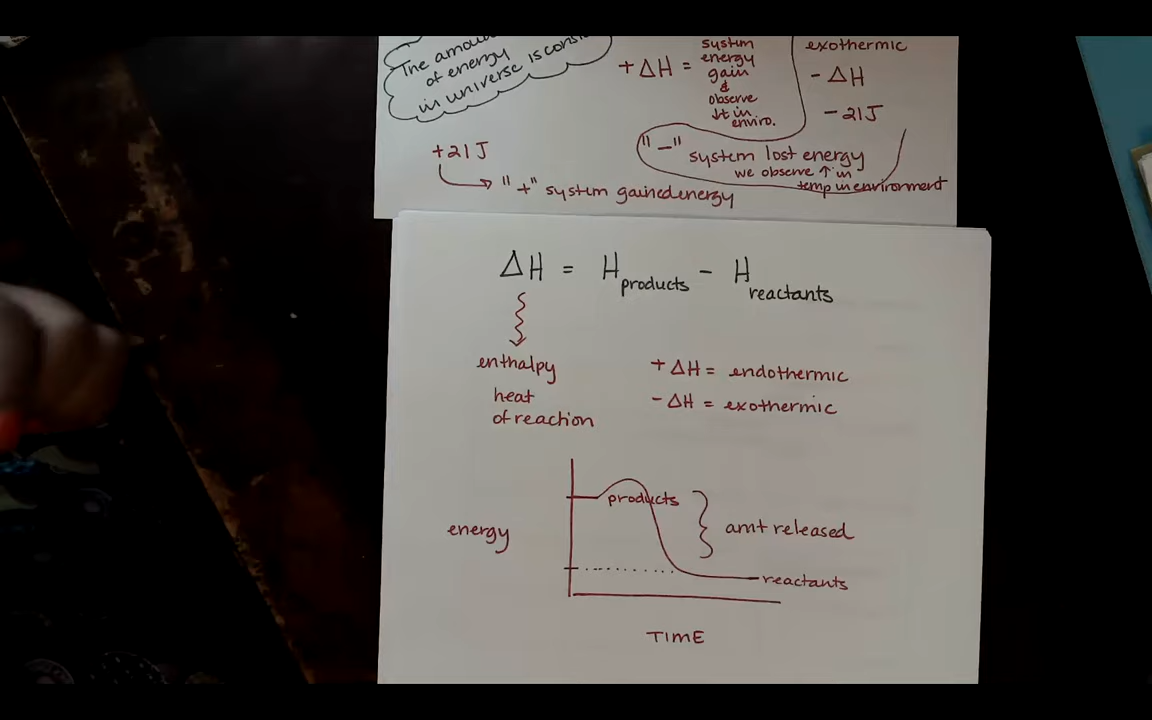 The amou
of energy
in universe is cons
+ΔH = system
energy
gain
&
observe
↓t in
enviro.
exothermic
- ΔH
- 21J
+21J
"+" system gained energy
"—" system lost energy
we observe ↑ in
temp in environment
ΔH = H products - H reactants
enthalpy
heat
of reaction
+ ΔH = endothermic
- ΔH = exothermic
energy
products
amt released
reactants
TIME